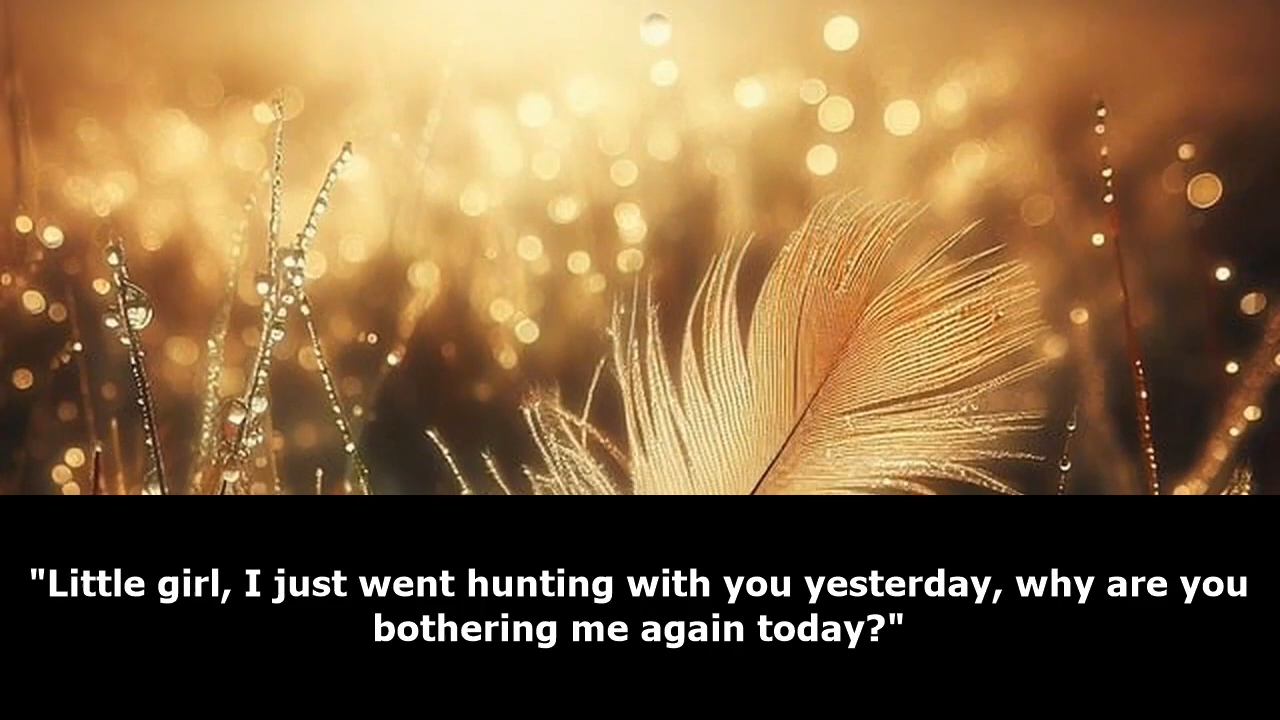 "Little girl, I just went hunting with you yesterday, why are you
bothering me again today?"